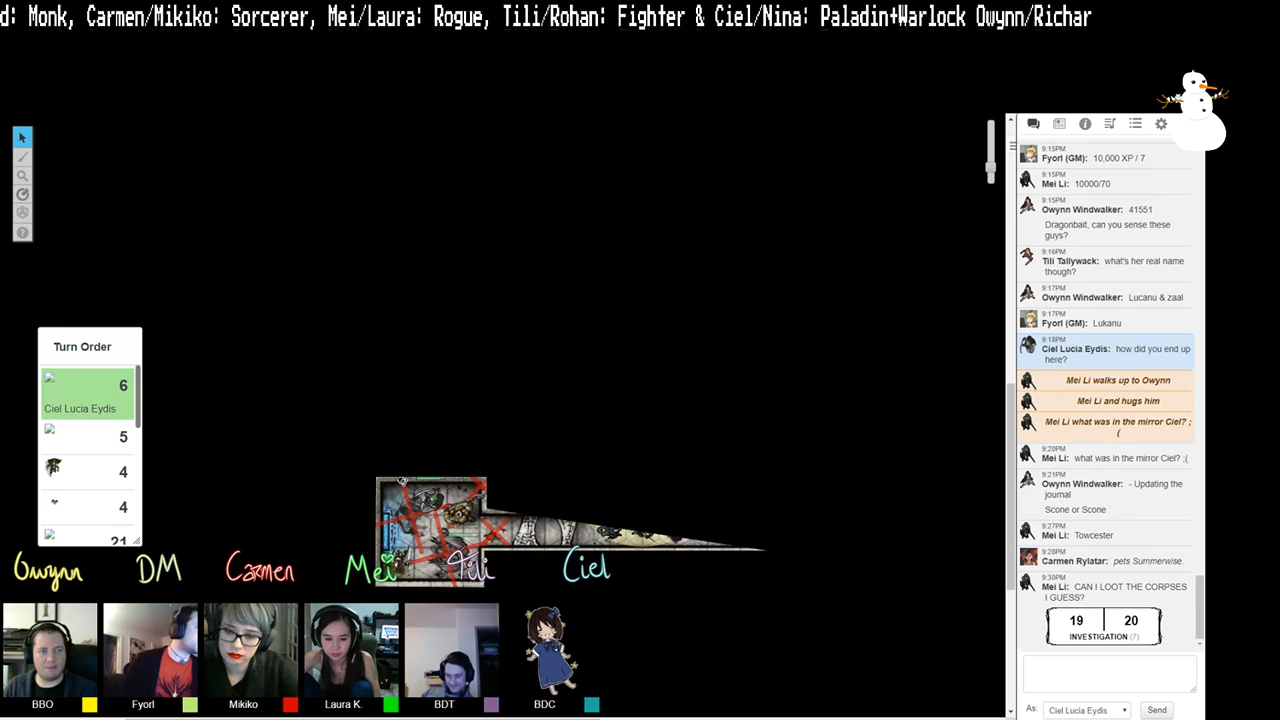 d: Monk, Carmen/Mikiko: Sorcerer, Mei/Laura: Rogue, Tili/Rohan: Fighter & Ciel/Nina: Paladin+Warlock Owynn/Richar
9:15PM
Fyorl (GM): 10,000 XP / 7
9:15PM
Mei Li: 10000/70
9:15PM
Owynn Windwalker: 41551
Dragonbait, can you sense these
guys?
9:16PM
Tili Tallywack: what's her real name
though?
9:17PM
Owynn Windwalker: Lucanu & zaal
9:17PM
Fyorl (GM): Lukanu
9:18PM
Ciel Lucia Eydis: how did you end up
here?
Mei Li walks up to Owynn
Mei Li and hugs him
Mei Li what was in the mirror Ciel? ;
(
9:20PM
Mei Li: what was in the mirror Ciel? ;(
9:21PM
Owynn Windwalker: - Updating the
journal
Scone or Scone
9:27PM
Mei Li: Towcester
9:28PM
Carmen Rylatar: pets Summerwise.
9:30PM
Mei Li: CAN I LOOT THE CORPSES
I GUESS?
19 20
INVESTIGATION (7)
As: Ciel Lucia Eydis Send
Turn Order
6
Ciel Lucia Eydis
5
4
4
21
Owynn DM Carmen Mei Tili Ciel
BBO Fyorl Mikiko Laura K. BDT BDC